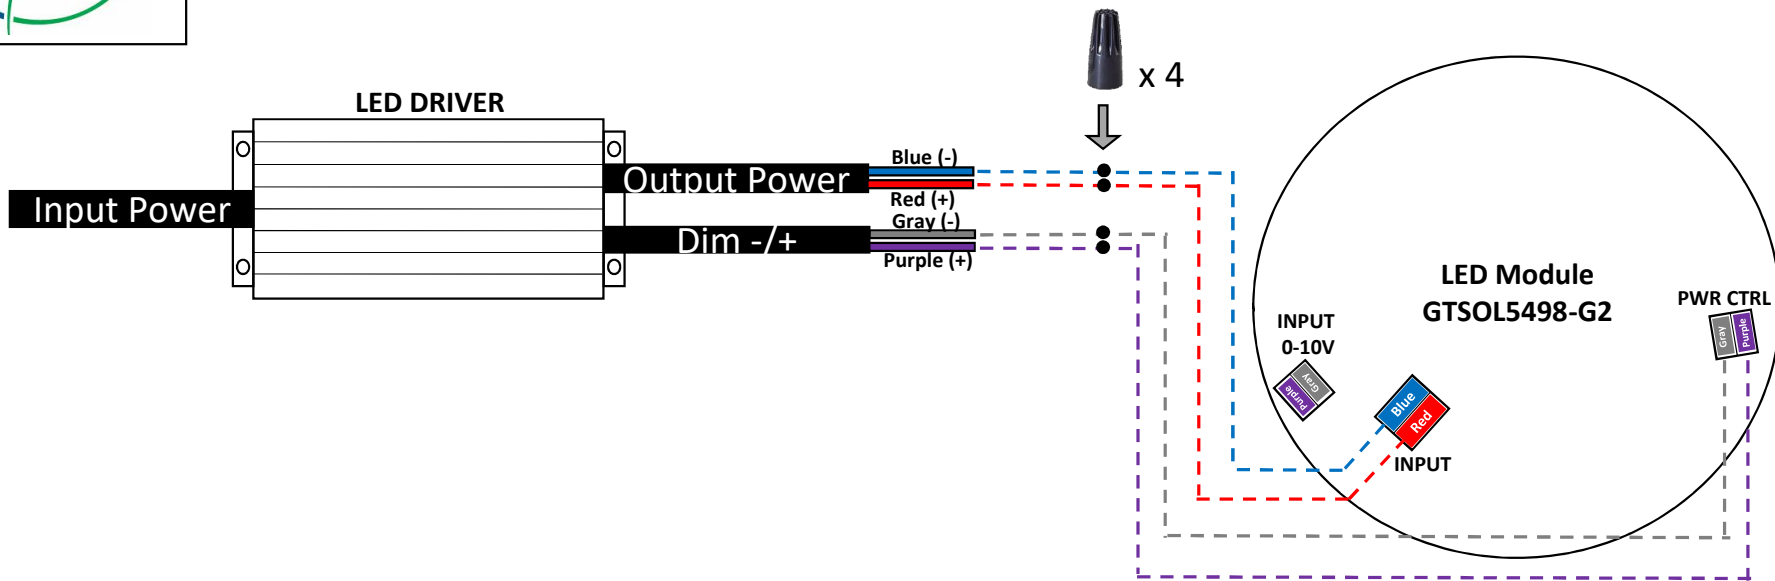 x 4
LED DRIVER
Input Power
Output Power
Blue (-)
Red (+)
Dim -/+
Gray (-)
Purple (+)
LED Module
GTSOL5498-G2
PWR CTRL
Gray
Purple
INPUT
0-10V
Gray
Purple
Blue
Red
INPUT